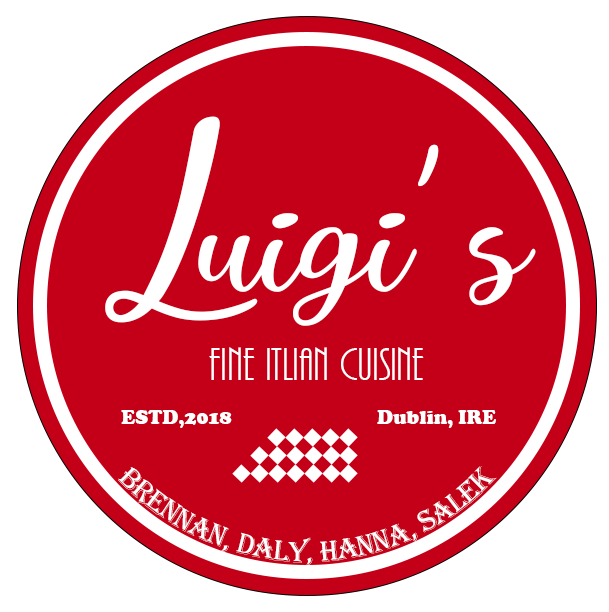 Luigi's
FINE ITLIAN CUISINE
ESTD,2018
Dublin, IRE
BRENNAN, DALY, HANNA, SALEK